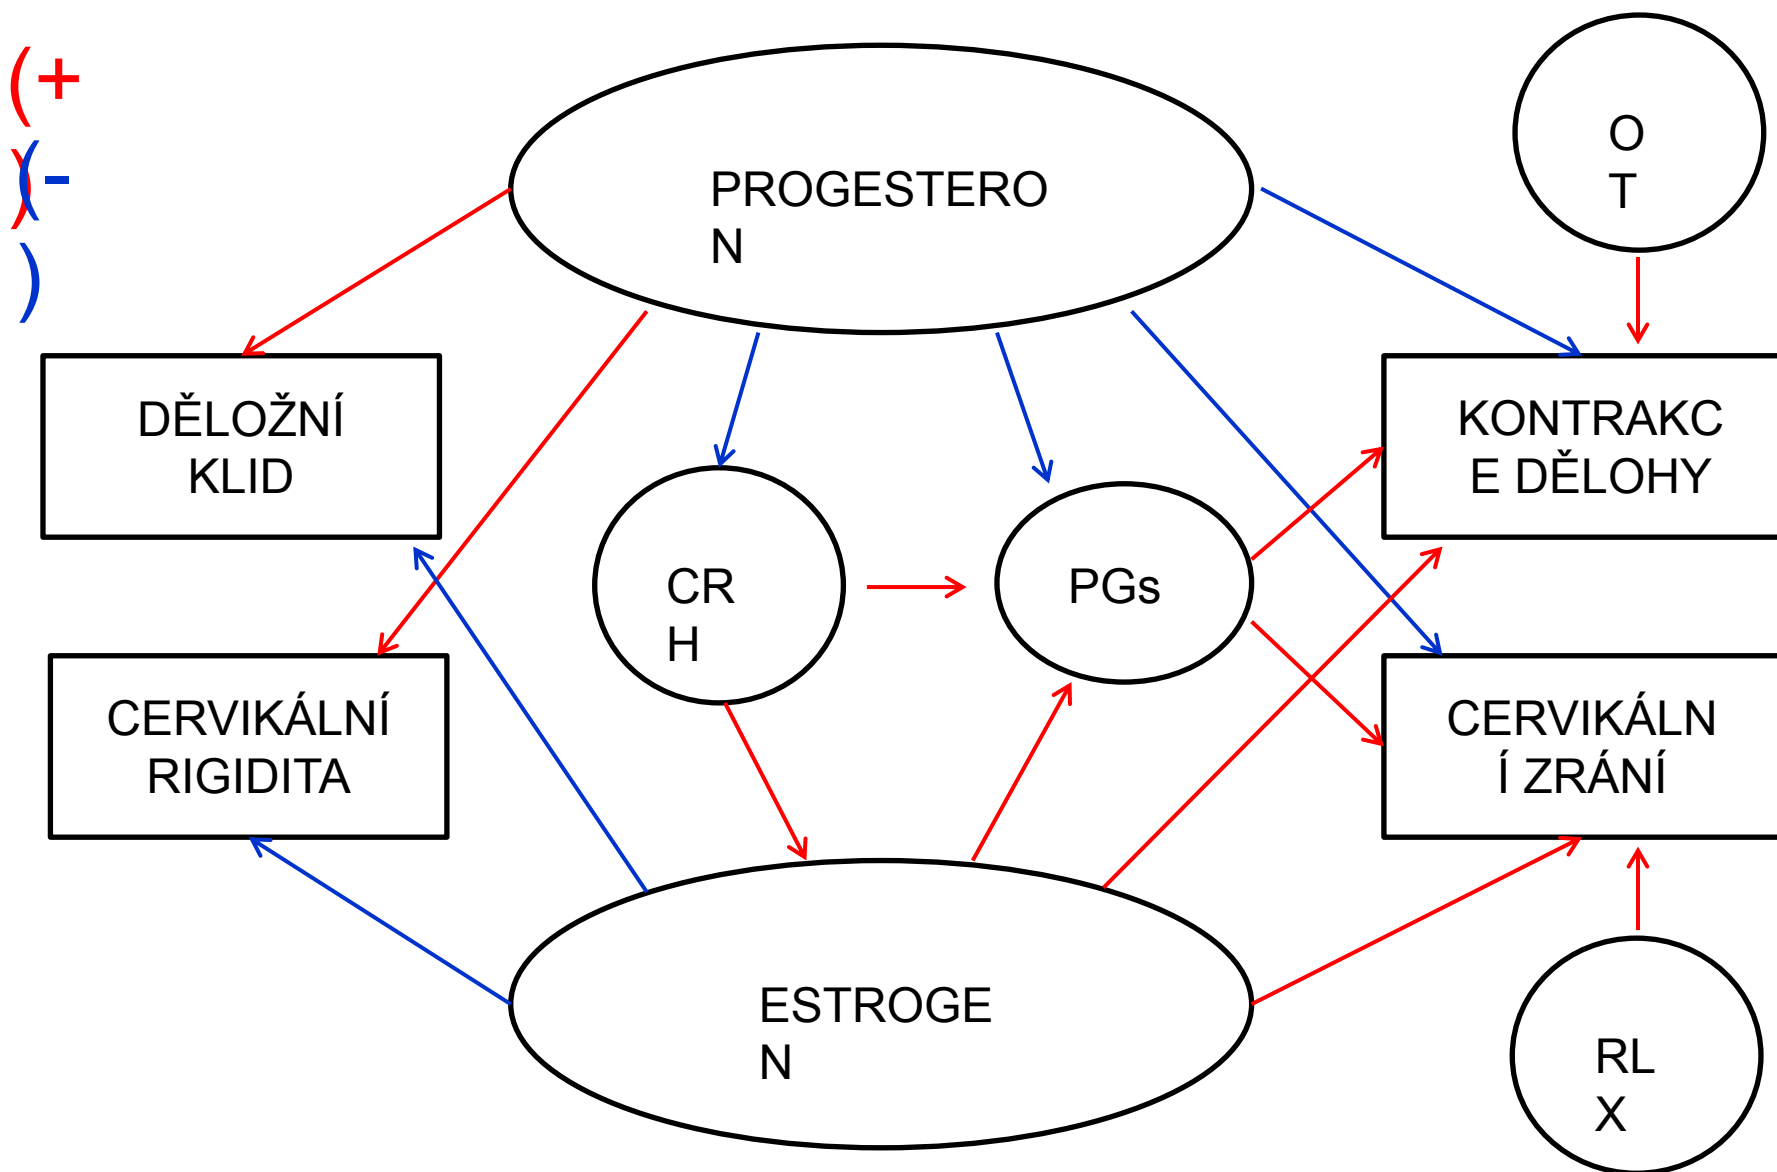 (+
)
(-
)
PROGESTERO
N
O
T
DĚLOŽNÍ
KLID
KONTRAKC
E DĚLOHY
CR
H
PGs
CERVIKÁLNÍ
RIGIDITA
CERVIKÁLN
Í ZRÁNÍ
ESTROGE
N
RL
X